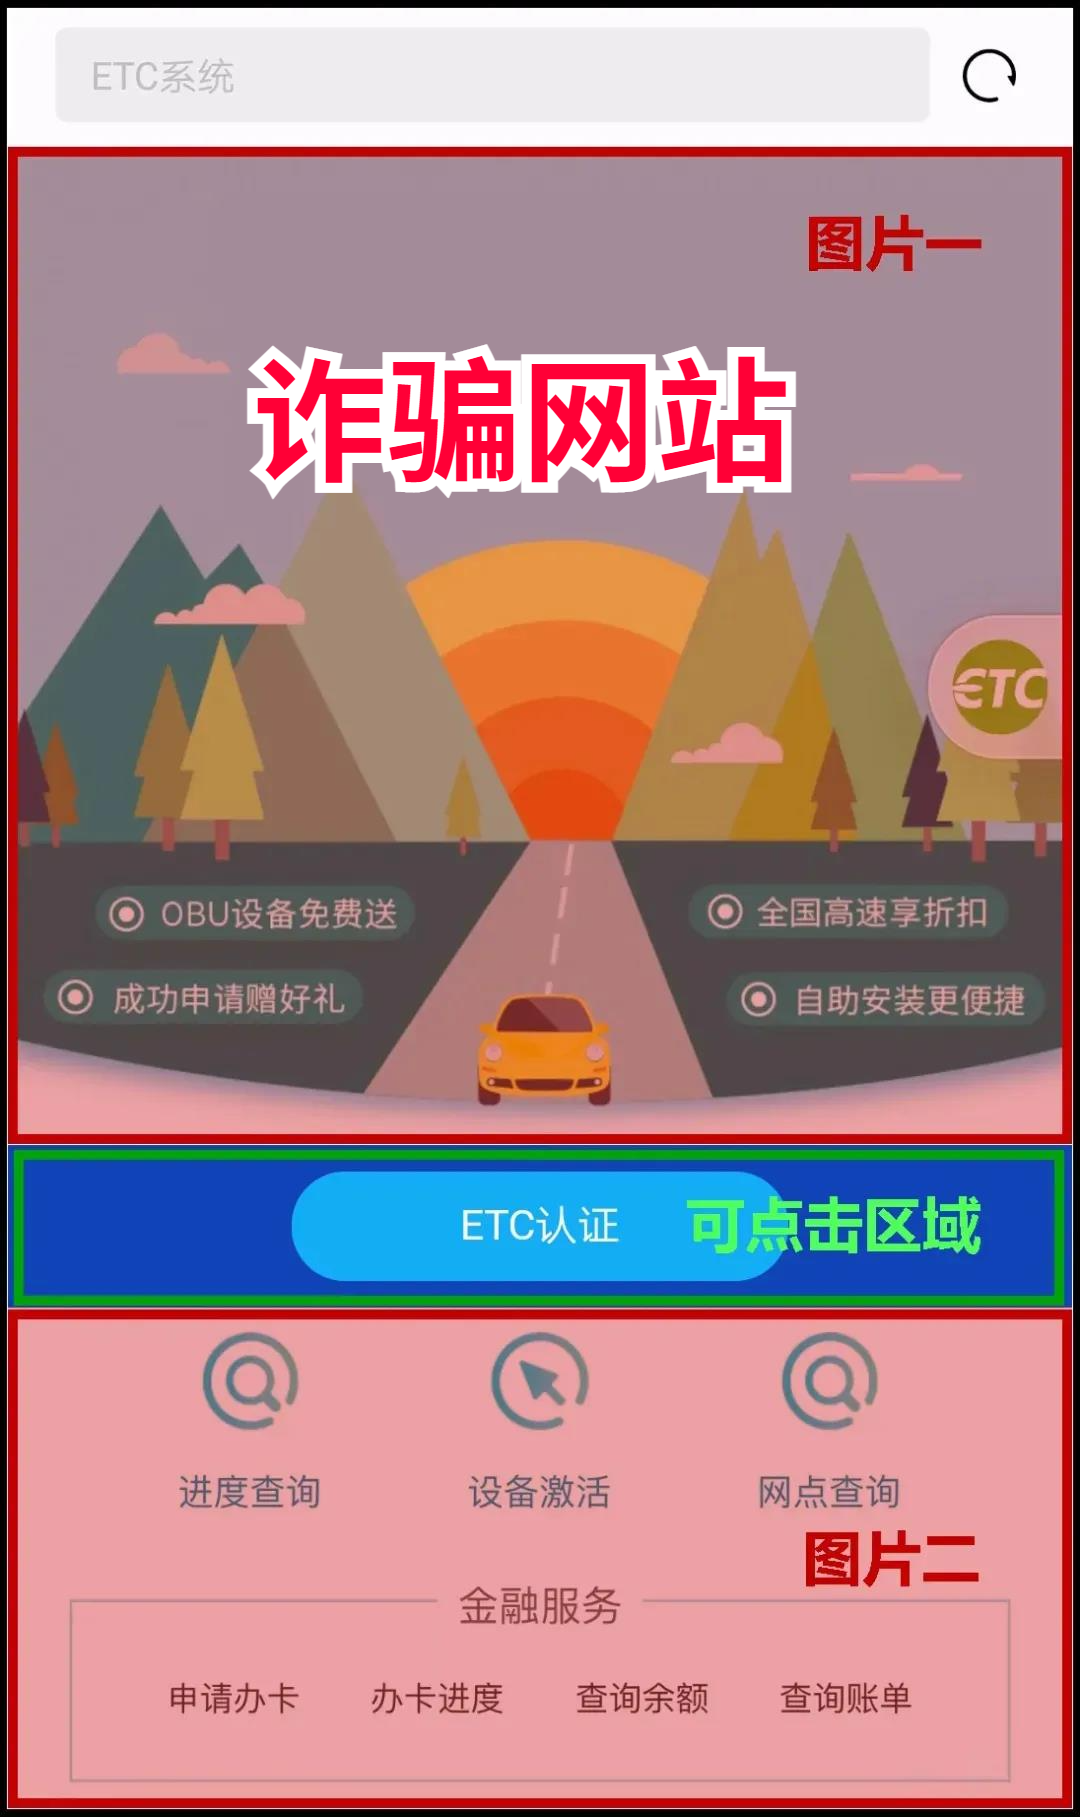 ETC系统
图片一
诈骗网站
ETC
OBU设备免费送
全国高速享折扣
成功申请赠好礼
自助安装更便捷
ETC认证
可点击区域
进度查询
设备激活
网点查询
图片二
金融服务
申请办卡
办卡进度
查询余额
查询账单